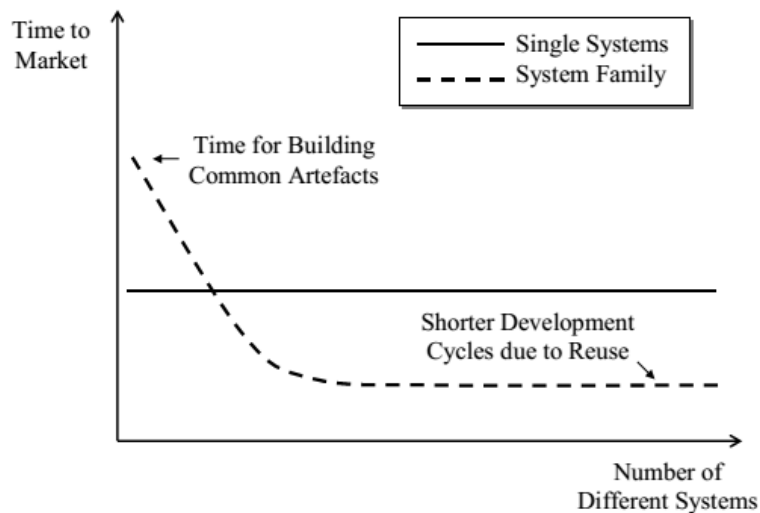 Time to
Market
Single Systems
System Family
Time for Building
Common Artefacts
Shorter Development
Cycles due to Reuse
Number of
Different Systems